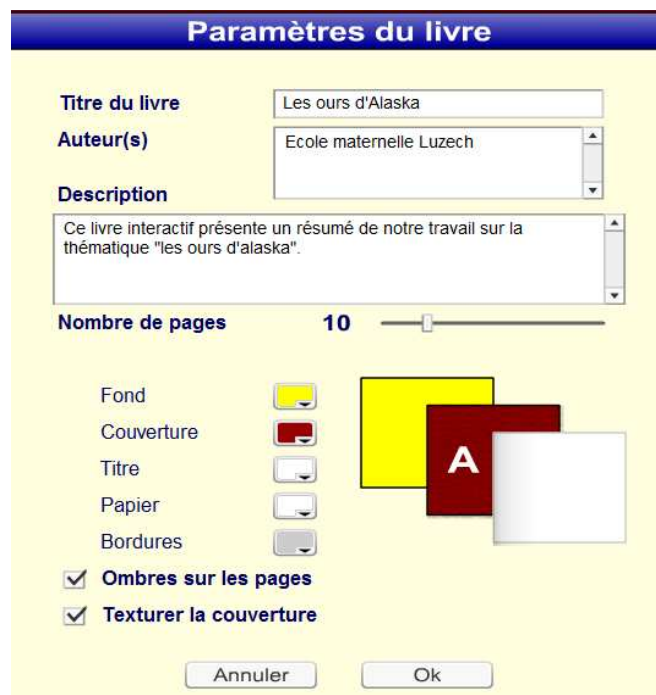 Paramètres du livre
Titre du livre
Les ours d'Alaska
Auteur(s)
Ecole maternelle Luzech
Description
Ce livre interactif présente un résumé de notre travail sur la
thématique "les ours d'alaska".
Nombre de pages 10
Fond
Couverture
Titre
Papier
Bordures
A
Ombres sur les pages
Texturer la couverture
Annuler Ok